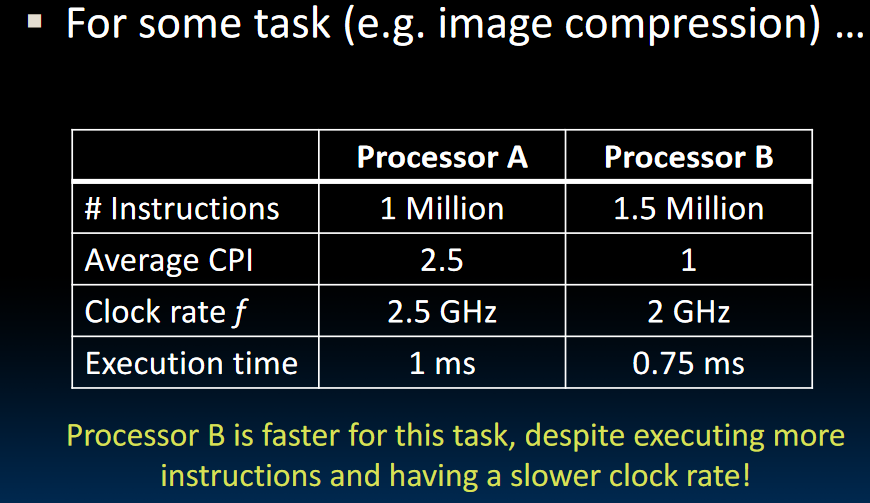 ▪ For some task (e.g. image compression) ...
Processor A Processor B
# Instructions 1 Million 1.5 Million
Average CPI 2.5 1
Clock rate f 2.5 GHz 2 GHz
Execution time 1 ms 0.75 ms
Processor B is faster for this task, despite executing more
instructions and having a slower clock rate!